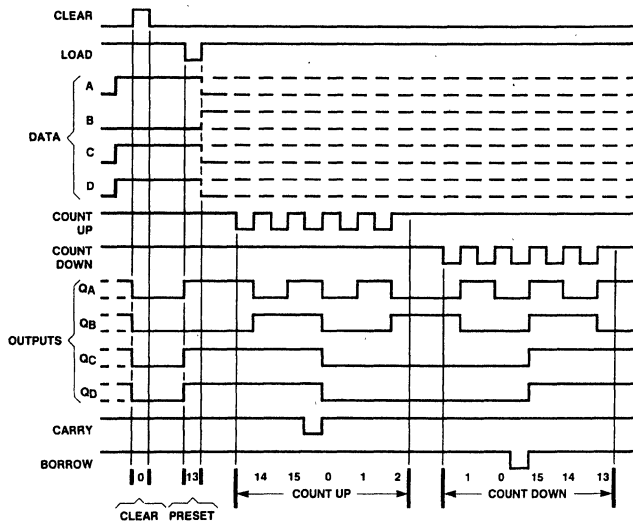 CLEAR
LOAD
A
B
DATA
C
D
COUNT
UP
COUNT
DOWN
QA
QB
OUTPUTS
QC
QD
CARRY
BORROW
0 13 14 15 0 1 2 1 0 15 14 13
COUNT UP COUNT DOWN
CLEAR PRESET